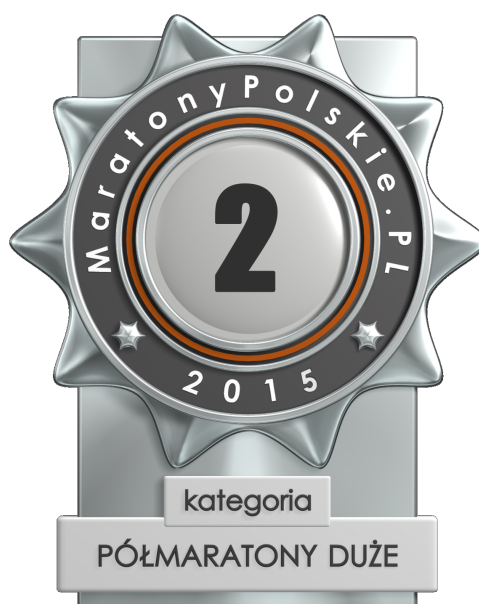 MaratonyPolskie.PL
2
2015
kategoria
PÓŁMARATONY DUŻE